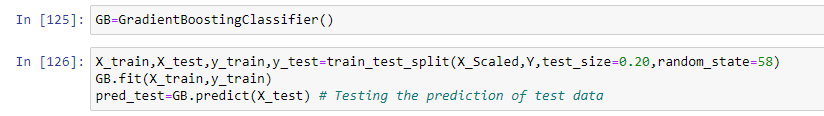 In [125]: GB=GradientBoostingClassifier()
In [126]: X_train,X_test,y_train,y_test=train_test_split(X_Scaled,Y,test_size=0.20,random_state=58)
GB.fit(X_train,y_train)
pred_test=GB.predict(X_test) # Testing the prediction of test data